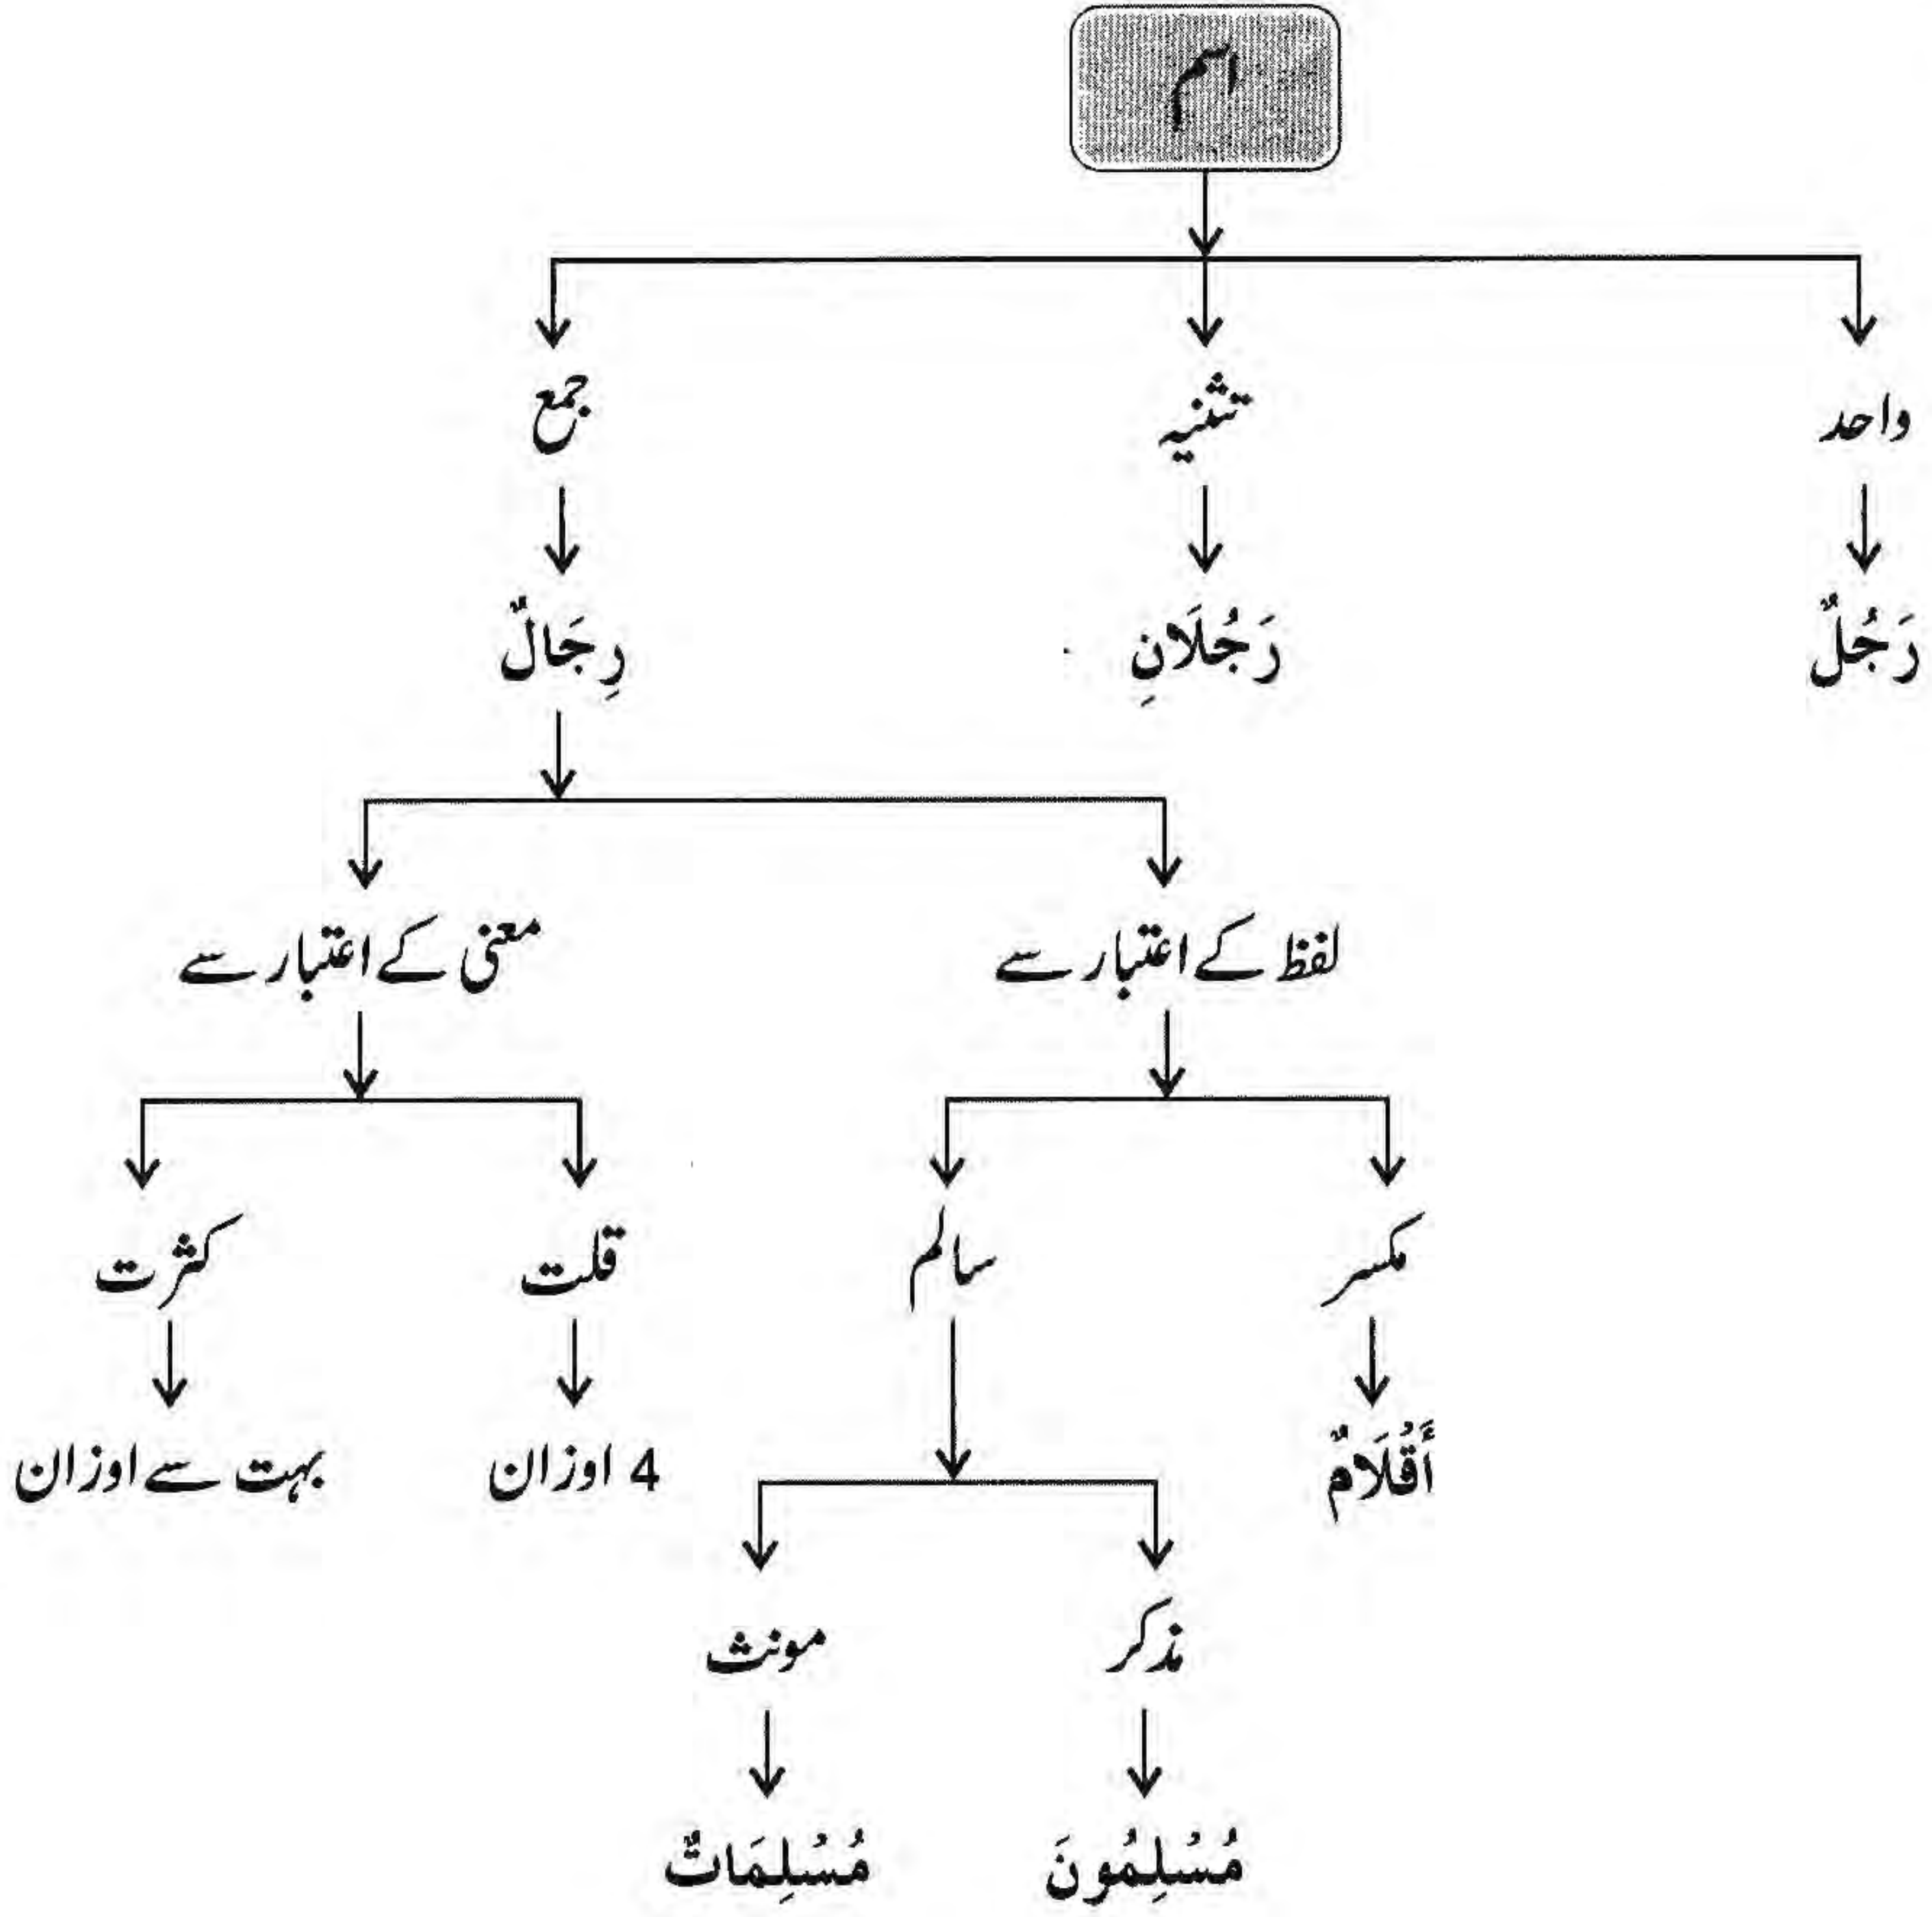 اسم
واحد
تثنیہ
جمع
رَجُلٌ
رَجُلَانِ
رِجَالٌ
لفظ کے اعتبار سے
معنی کے اعتبار سے
مکسر
سالم
قلت
کثرت
أَقْلَامٌ
4 اوزان
بہت سے اوزان
مذکر
مونث
مُسْلِمُونَ
مُسْلِمَاتٌ